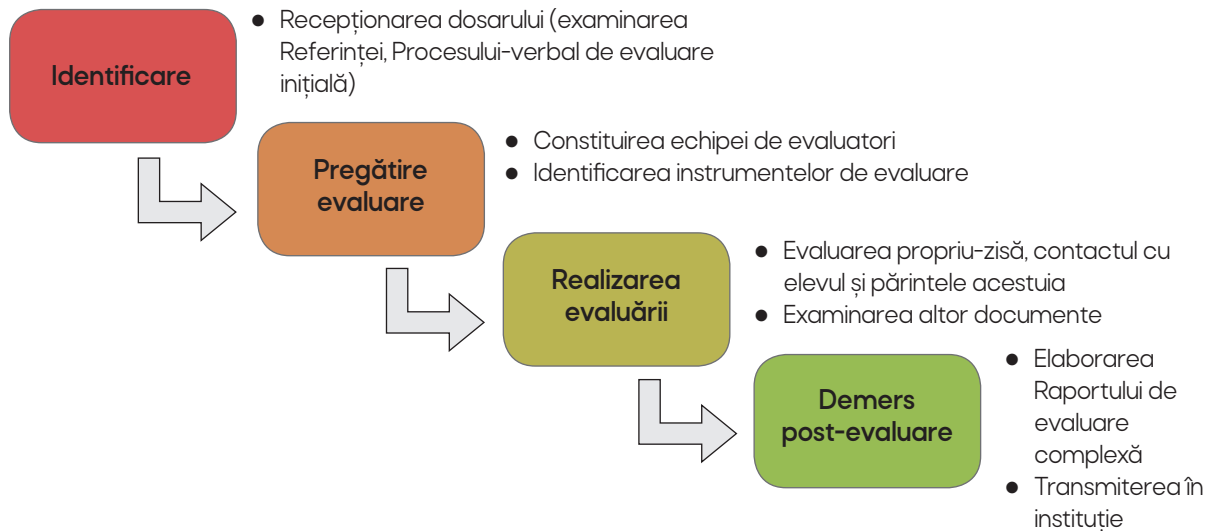 Identificare
● Recepționarea dosarului (examinarea
Referinței, Procesului-verbal de evaluare
inițială)
Pregătire
evaluare
● Constituirea echipei de evaluatori
● Identificarea instrumentelor de evaluare
Realizarea
evaluării
● Evaluarea propriu-zisă, contactul cu
elevul și părintele acestuia
● Examinarea altor documente
Demers
post-evaluare
● Elaborarea
Raportului de
evaluare
complexă
● Transmiterea în
instituție